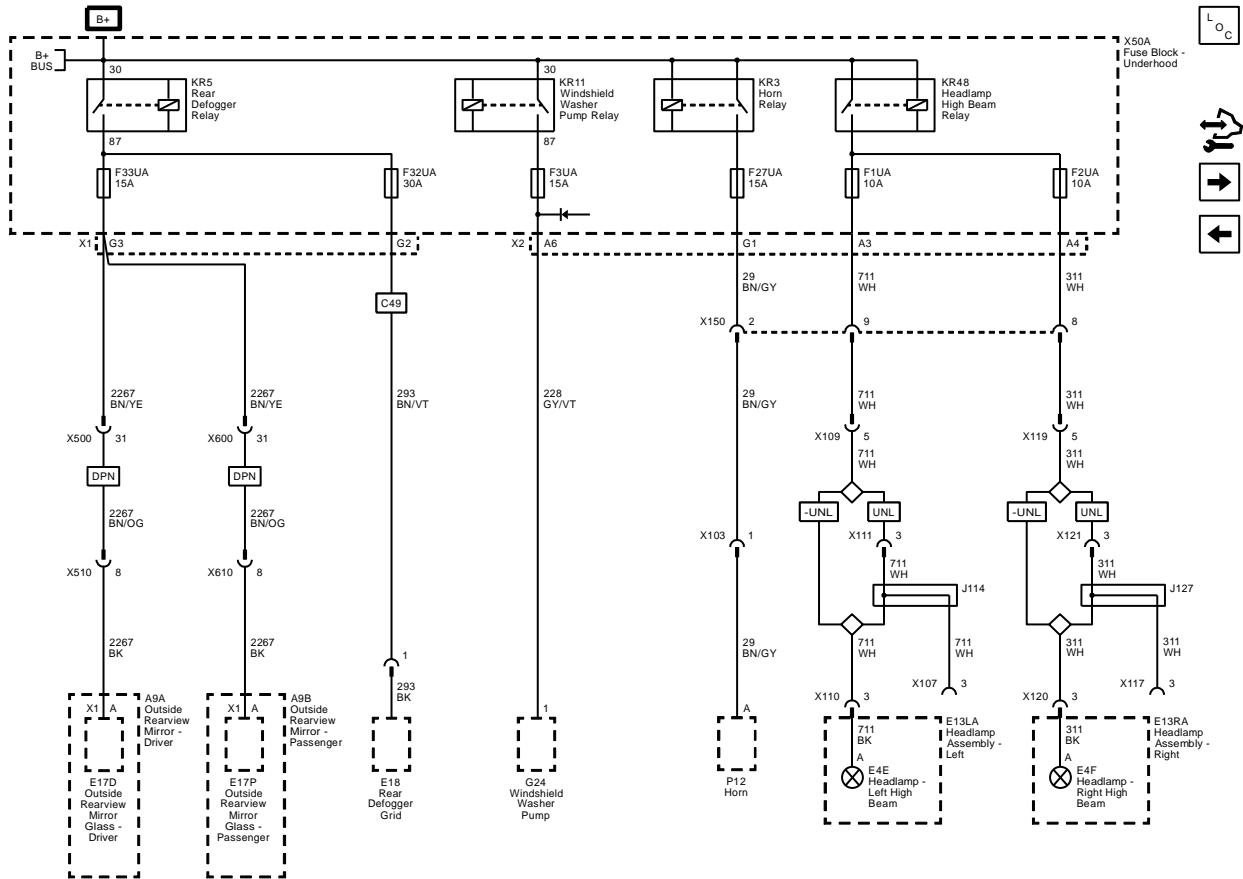 B+
L
O
C
B+
BUS
X50A
Fuse Block -
Underhood
30
KR5
Rear
Defogger
Relay
87
30
KR11
Windshield
Washer
Pump Relay
87
KR3
Horn
Relay
KR48
Headlamp
High Beam
Relay
F33UA
15A
F32UA
30A
F3UA
15A
F27UA
15A
F1UA
10A
F2UA
10A
X1
G3
G2
X2
A6
G1
A3
A4
29
BN/GY
711
WH
311
WH
C49
X150
2
9
8
2267
BN/YE
2267
BN/YE
293
BN/VT
228
GY/VT
29
BN/GY
711
WH
311
WH
X500
31
X600
31
X109
5
X119
5
711
WH
311
WH
DPN
DPN
-UNL
UNL
-UNL
UNL
2267
BN/OG
2267
BN/OG
X103
1
X111
3
X121
3
711
WH
311
WH
X510
8
X610
8
J114
J127
2267
BK
2267
BK
29
BN/GY
711
WH
711
WH
311
WH
311
WH
1
293
BK
X107
3
X117
3
X110
3
X120
3
A9A
Outside
Rearview
Mirror -
Driver
X1
A
A9B
Outside
Rearview
Mirror -
Passenger
X1
A
1
A
711
BK
A
E13LA
Headlamp
Assembly -
Left
311
BK
A
E13RA
Headlamp
Assembly -
Right
E17D
Outside
Rearview
Mirror
Glass -
Driver
E17P
Outside
Rearview
Mirror
Glass -
Passenger
E18
Rear
Defogger
Grid
G24
Windshield
Washer
Pump
P12
Horn
E4E
Headlamp -
Left High
Beam
E4F
Headlamp -
Right High
Beam